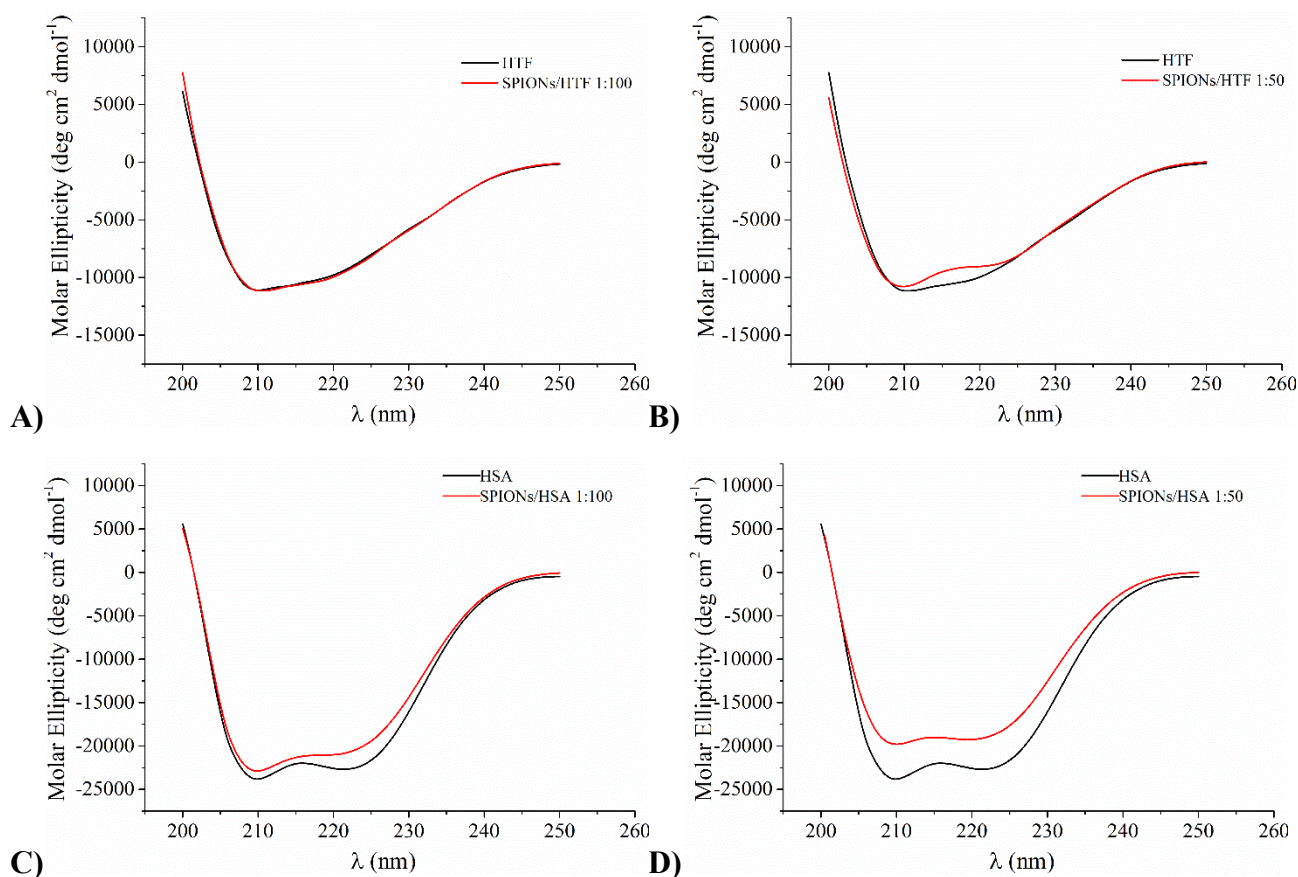 HTF
SPIONs/HTF 1:100
Molar Ellipticity (deg cm² dmol⁻¹)
10000
5000
0
-5000
-10000
-15000
200 210 220 230 240 250 260
λ (nm)
A)
HTF
SPIONs/HTF 1:50
Molar Ellipticity (deg cm² dmol⁻¹)
10000
5000
0
-5000
-10000
-15000
200 210 220 230 240 250 260
λ (nm)
B)
HSA
SPIONs/HSA 1:100
Molar Ellipticity (deg cm² dmol⁻¹)
10000
5000
0
-5000
-10000
-15000
-20000
-25000
200 210 220 230 240 250 260
λ (nm)
C)
HSA
SPIONs/HSA 1:50
Molar Ellipticity (deg cm² dmol⁻¹)
10000
5000
0
-5000
-10000
-15000
-20000
-25000
200 210 220 230 240 250 260
λ (nm)
D)